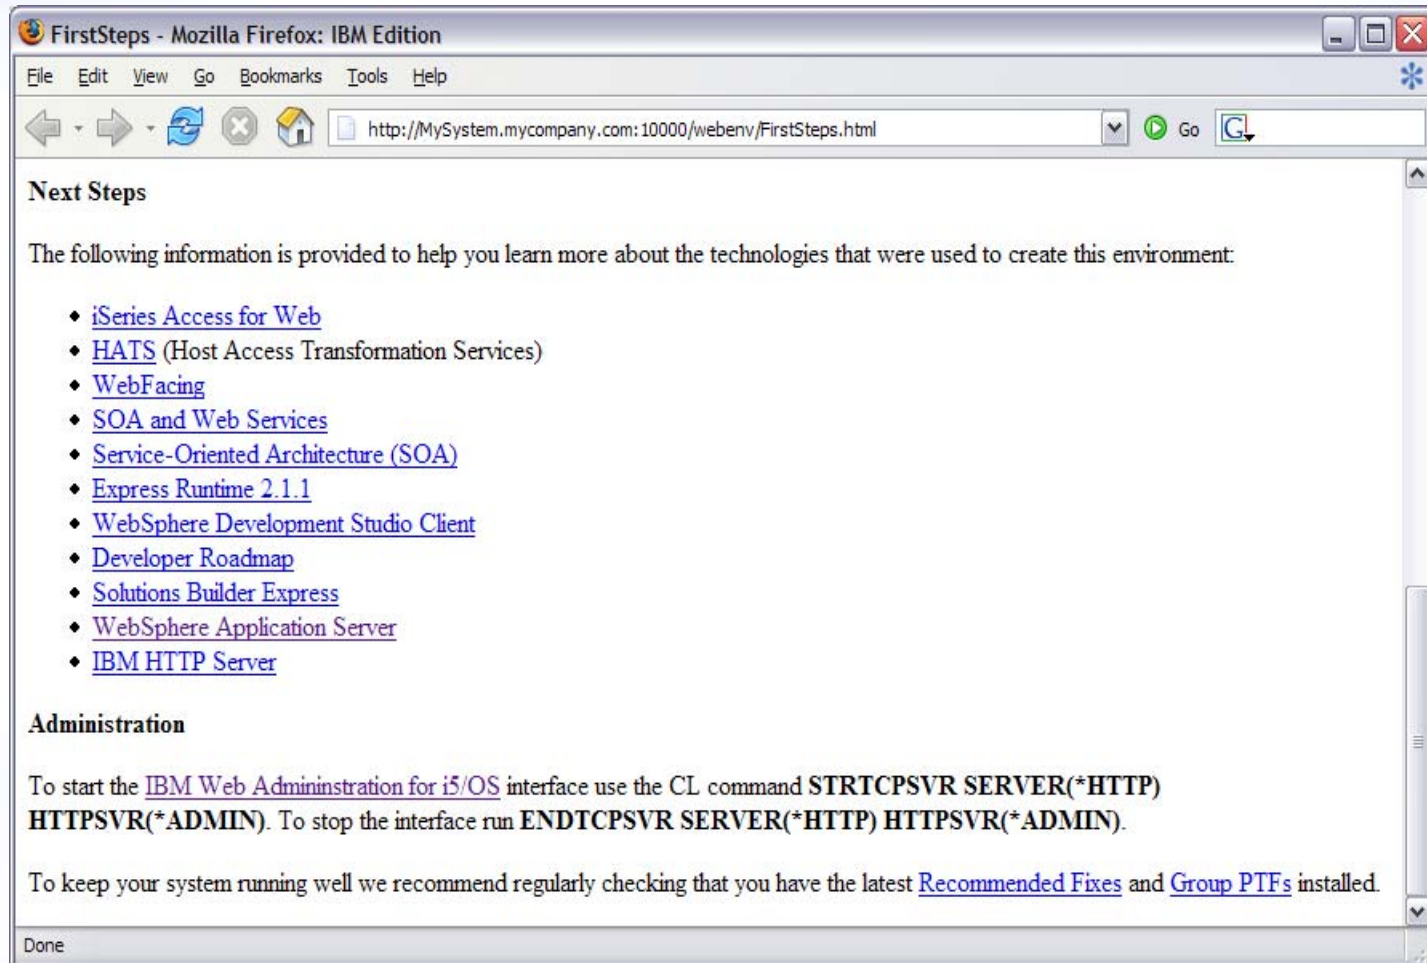 FirstSteps - Mozilla Firefox: IBM Edition
File Edit View Go Bookmarks Tools Help
http://MySystem.mycompany.com:10000/webenv/FirstSteps.html Go G
Next Steps
The following information is provided to help you learn more about the technologies that were used to create this environment:
iSeries Access for Web
HATS (Host Access Transformation Services)
WebFacing
SOA and Web Services
Service-Oriented Architecture (SOA)
Express Runtime 2.1.1
WebSphere Development Studio Client
Developer Roadmap
Solutions Builder Express
WebSphere Application Server
IBM HTTP Server
Administration
To start the IBM Web Admininstration for i5/OS interface use the CL command STRTCPSVR SERVER(*HTTP)
HTTPSVR(*ADMIN). To stop the interface run ENDTCPSVR SERVER(*HTTP) HTTPSVR(*ADMIN).
To keep your system running well we recommend regularly checking that you have the latest Recommended Fixes and Group PTFs installed.
Done